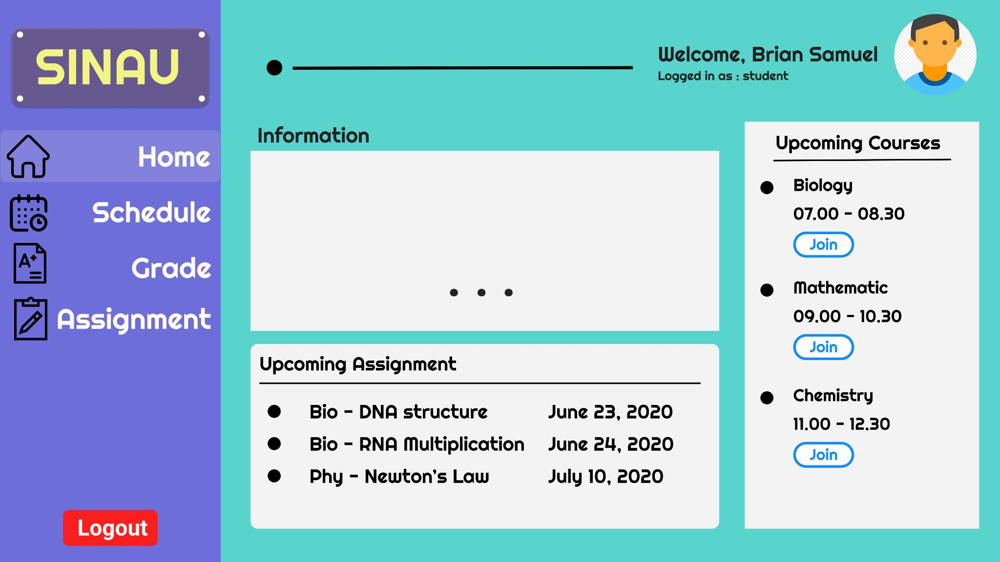 SINAU
Home
Schedule
A+
Grade
Assignment
Logout
Welcome, Brian Samuel
Logged in as : student
Information
Upcoming Assignment
Bio - DNA structure June 23, 2020
Bio - RNA Multiplication June 24, 2020
Phy - Newton's Law July 10, 2020
Upcoming Courses
Biology
07.00 - 08.30
Join
Mathematic
09.00 - 10.30
Join
Chemistry
11.00 - 12.30
Join